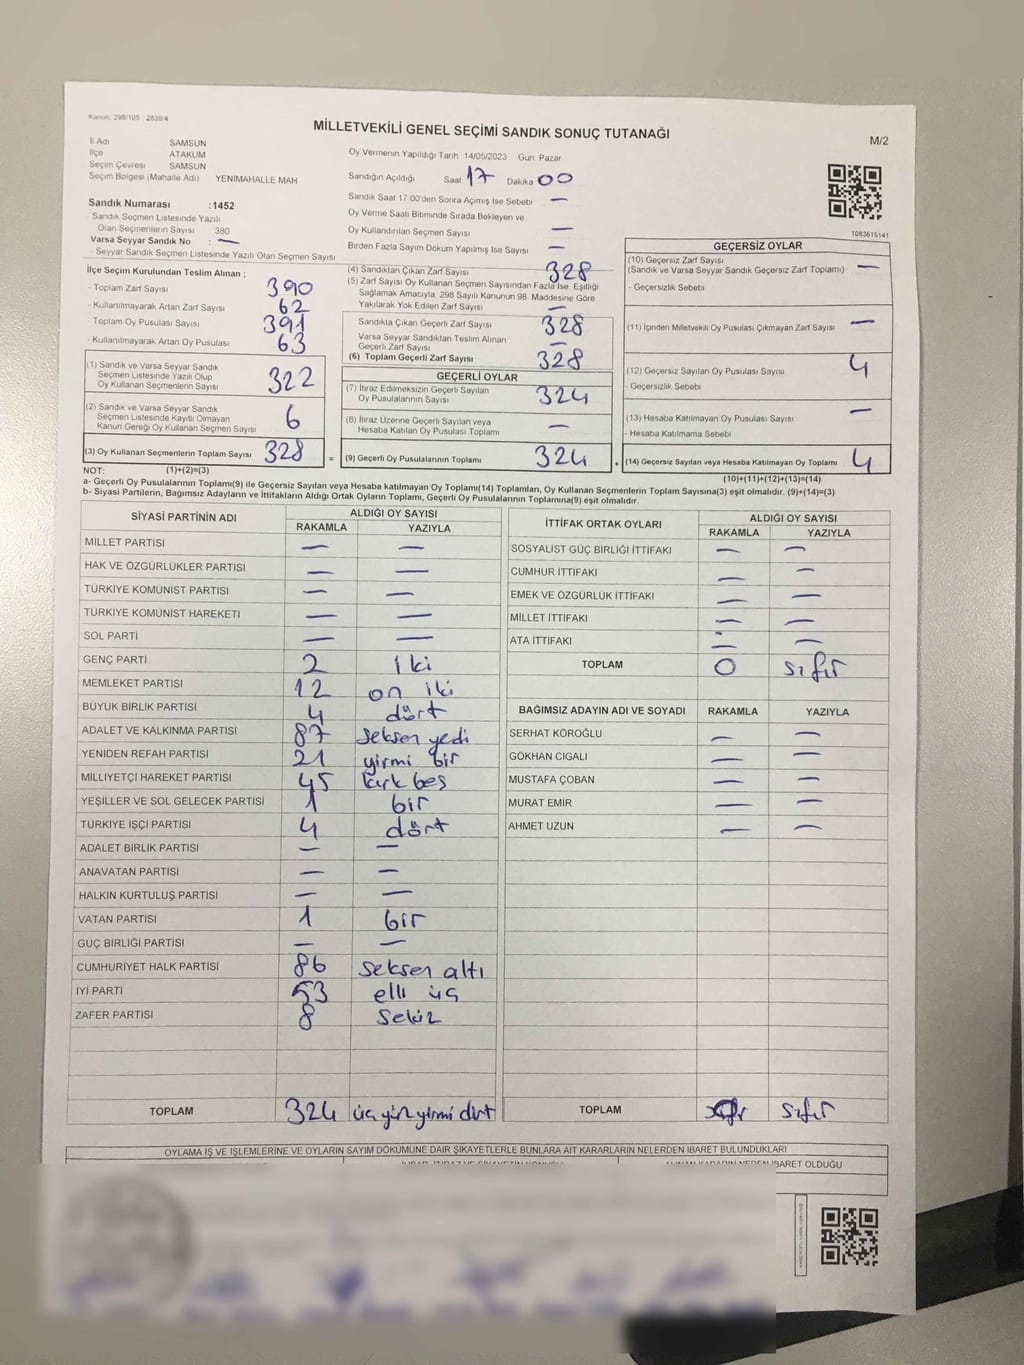 Kanun: 298/105 , 2839/4
MİLLETVEKİLİ GENEL SEÇİMİ SANDIK SONUÇ TUTANAĞI
M/2
İl Adı SAMSUN
İlçe ATAKUM
Seçim Çevresi SAMSUN
Seçim Bölgesi (Mahalle Adı) YENİMAHALLE MAH
Sandık Numarası :1452
- Sandık Seçmen Listesinde Yazılı
Olan Seçmenlerin Sayısı : 380
Varsa Seyyar Sandık No : —
- Seyyar Sandık Seçmen Listesinde Yazılı Olan Seçmen Sayısı
Oy Vermenin Yapıldığı Tarih 14/05/2023 Gün: Pazar
Sandığın Açıldığı Saat 17 Dakika 00
Sandık Saat 17.00'den Sonra Açılmış İse Sebebi —
Oy Verme Saati Bitiminde Sırada Bekleyen ve
Oy Kullandırılan Seçmen Sayısı —
Birden Fazla Sayım Döküm Yapılmış İse Sayısı —
1083615141
İlçe Seçim Kurulundan Teslim Alınan ;
- Toplam Zarf Sayısı 390
- Kullanılmayarak Artan Zarf Sayısı 62
- Toplam Oy Pusulası Sayısı 391
- Kullanılmayarak Artan Oy Pusulası 63
(1) Sandık ve Varsa Seyyar Sandık
Seçmen Listesinde Yazılı Olup
Oy Kullanan Seçmenlerin Sayısı 322
(2) Sandık ve Varsa Seyyar Sandık
Seçmen Listesinde Kayıtlı Olmayan
Kanun Gereği Oy Kullanan Seçmen Sayısı 6
(3) Oy Kullanan Seçmenlerin Toplam Sayısı 328
(4) Sandıktan Çıkan Zarf Sayısı 328
(5) Zarf Sayısı Oy Kullanan Seçmen Sayısından Fazla İse, Eşitliği
Sağlamak Amacıyla, 298 Sayılı Kanunun 98. Maddesine Göre
Yakılarak Yok Edilen Zarf Sayısı —
Sandıkta Çıkan Geçerli Zarf Sayısı 328
Varsa Seyyar Sandıktan Teslim Alınan
Geçerli Zarf Sayısı —
(6) Toplam Geçerli Zarf Sayısı 328
GEÇERLİ OYLAR
(7) İtiraz Edilmeksizin Geçerli Sayılan
Oy Pusulalarının Sayısı 324
(8) İtiraz Üzerine Geçerli Sayılan veya
Hesaba Katılan Oy Pusulası Toplamı —
= (9) Geçerli Oy Pusulalarının Toplamı 324
GEÇERSİZ OYLAR
(10) Geçersiz Zarf Sayısı
(Sandık ve Varsa Seyyar Sandık Geçersiz Zarf Toplamı) —
- Geçersizlik Sebebi
(11) İçinden Milletvekili Oy Pusulası Çıkmayan Zarf Sayısı —
(12) Geçersiz Sayılan Oy Pusulası Sayısı 4
- Geçersizlik Sebebi
(13) Hesaba Katılmayan Oy Pusulası Sayısı —
- Hesaba Katılmama Sebebi
+ (14) Geçersiz Sayılan veya Hesaba Katılmayan Oy Toplamı 4
NOT: (1)+(2)=(3)
(10)+(11)+(12)+(13)=(14)
a- Geçerli Oy Pusulalarının Toplamı(9) ile Geçersiz Sayılan veya Hesaba katılmayan Oy Toplamı(14) Toplamları, Oy Kullanan Seçmenlerin Toplam Sayısına(3) eşit olmalıdır. (9)+(14)=(3)
b- Siyasi Partilerin, Bağımsız Adayların ve İttifakların Aldığı Ortak Oyların Toplamı, Geçerli Oy Pusulalarının Toplamına(9) eşit olmalıdır.
SİYASİ PARTİNİN ADI ALDIĞI OY SAYISI
RAKAMLA YAZIYLA
MİLLET PARTİSİ — —
HAK VE ÖZGÜRLÜKLER PARTİSİ — —
TÜRKİYE KOMÜNİST PARTİSİ — —
TÜRKİYE KOMÜNİST HAREKETİ — —
SOL PARTİ — —
GENÇ PARTİ 2 iki
MEMLEKET PARTİSİ 12 on iki
BÜYÜK BİRLİK PARTİSİ 4 dört
ADALET VE KALKINMA PARTİSİ 87 seksen yedi
YENİDEN REFAH PARTİSİ 21 yirmi bir
MİLLİYETÇİ HAREKET PARTİSİ 45 kırk beş
YEŞİLLER VE SOL GELECEK PARTİSİ 1 bir
TÜRKİYE İŞÇİ PARTİSİ 4 dört
ADALET BİRLİK PARTİSİ — —
ANAVATAN PARTİSİ — —
HALKIN KURTULUŞ PARTİSİ — —
VATAN PARTİSİ 1 bir
GÜÇ BİRLİĞİ PARTİSİ — —
CUMHURİYET HALK PARTİSİ 86 seksen altı
İYİ PARTİ 53 elli üç
ZAFER PARTİSİ 8 sekiz
TOPLAM 324 üç yüz yirmi dört
İTTİFAK ORTAK OYLARI ALDIĞI OY SAYISI
RAKAMLA YAZIYLA
SOSYALİST GÜÇ BİRLİĞİ İTTİFAKI — —
CUMHUR İTTİFAKI — —
EMEK VE ÖZGÜRLÜK İTTİFAKI — —
MİLLET İTTİFAKI — —
ATA İTTİFAKI — —
TOPLAM 0 sıfır
BAĞIMSIZ ADAYIN ADI VE SOYADI RAKAMLA YAZIYLA
SERHAT KÖROĞLU — —
GÖKHAN CIGALI — —
MUSTAFA ÇOBAN — —
MURAT EMİR — —
AHMET UZUN — —
TOPLAM sıfır
OYLAMA İŞ VE İŞLEMLERİNE VE OYLARIN SAYIM DÖKÜMÜNE DAİR ŞİKAYETLERLE BUNLARA AİT KARARLARIN NELERDEN İBARET BULUNDUKLARI
İBARET OLDUĞU